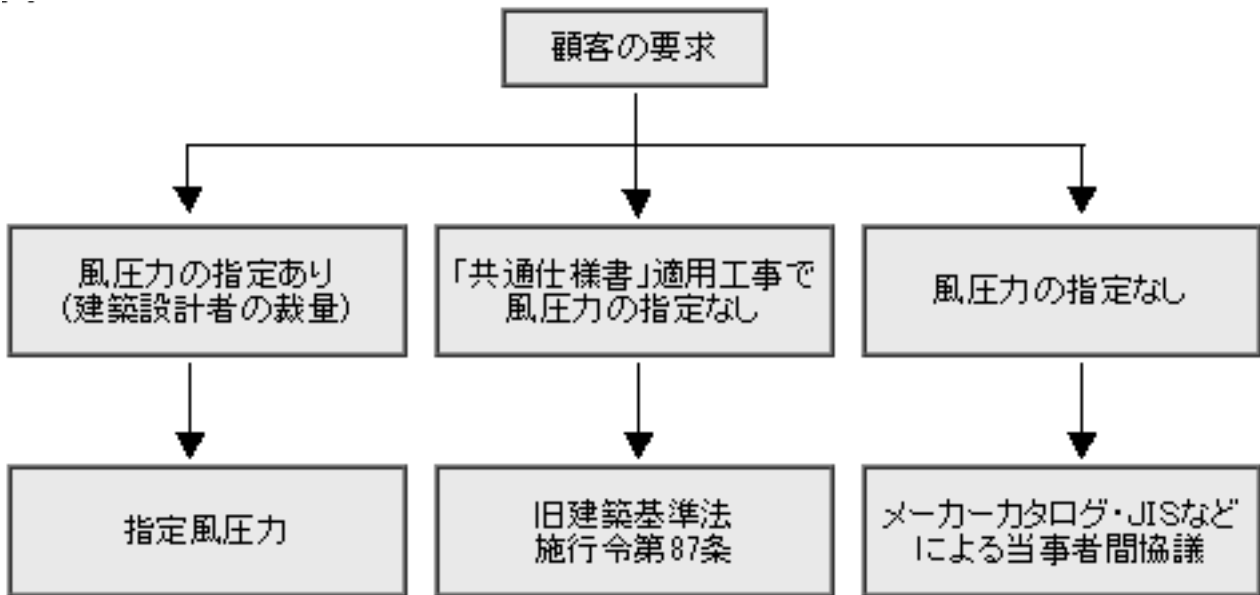 顧客の要求
風圧力の指定あり
(建築設計者の裁量)
「共通仕様書」適用工事で
風圧力の指定なし
風圧力の指定なし
指定風圧力
旧建築基準法
施行令第87条
メーカーカタログ・JISなど
による当事者間協議